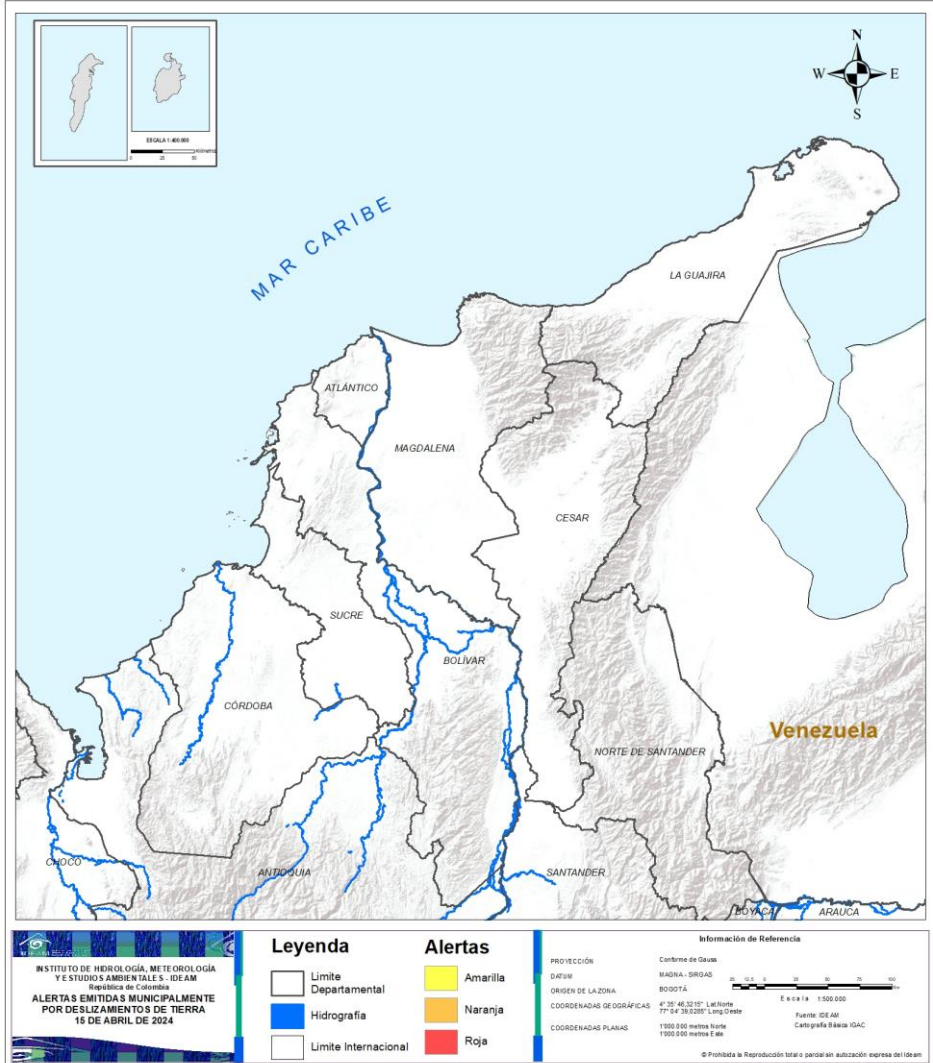 N
W E
S
ESCALA 1:400.000
0 25 50
MAR CARIBE
LA GUAJIRA
ATLÁNTICO
MAGDALENA
CESAR
SUCRE
BOLÍVAR
CÓRDOBA
NORTE DE SANTANDER
Venezuela
CHOCÓ
ANTIOQUIA
SANTANDER
BOYACÁ
ARAUCA
INSTITUTO DE HIDROLOGÍA, METEOROLOGÍA
Y ESTUDIOS AMBIENTALES - IDEAM
República de Colombia
ALERTAS EMITIDAS MUNICIPALMENTE
POR DESLIZAMIENTOS DE TIERRA
15 DE ABRIL DE 2024
Leyenda
Limite
Departamental
Hidrografía
Limite Internacional
Alertas
Amarilla
Naranja
Roja
Información de Referencia
PROYECCIÓN Conforme de Gauss
DATUM MAGNA - SIRGAS
ORIGEN DE LA ZONA BOGOTÁ
COORDENADAS GEOGRÁFICAS 4° 35' 46,3215" Lat.Norte
77° 04' 39,0285" Long.Oeste
COORDENADAS PLANAS 1'000.000 metros Norte
1'000.000 metros Este
Escala 1:500.000
Fuente: IDEAM
Cartografía Básica IGAC
© Prohibida la Reproducción total o parcial sin autización expresa del Ideam